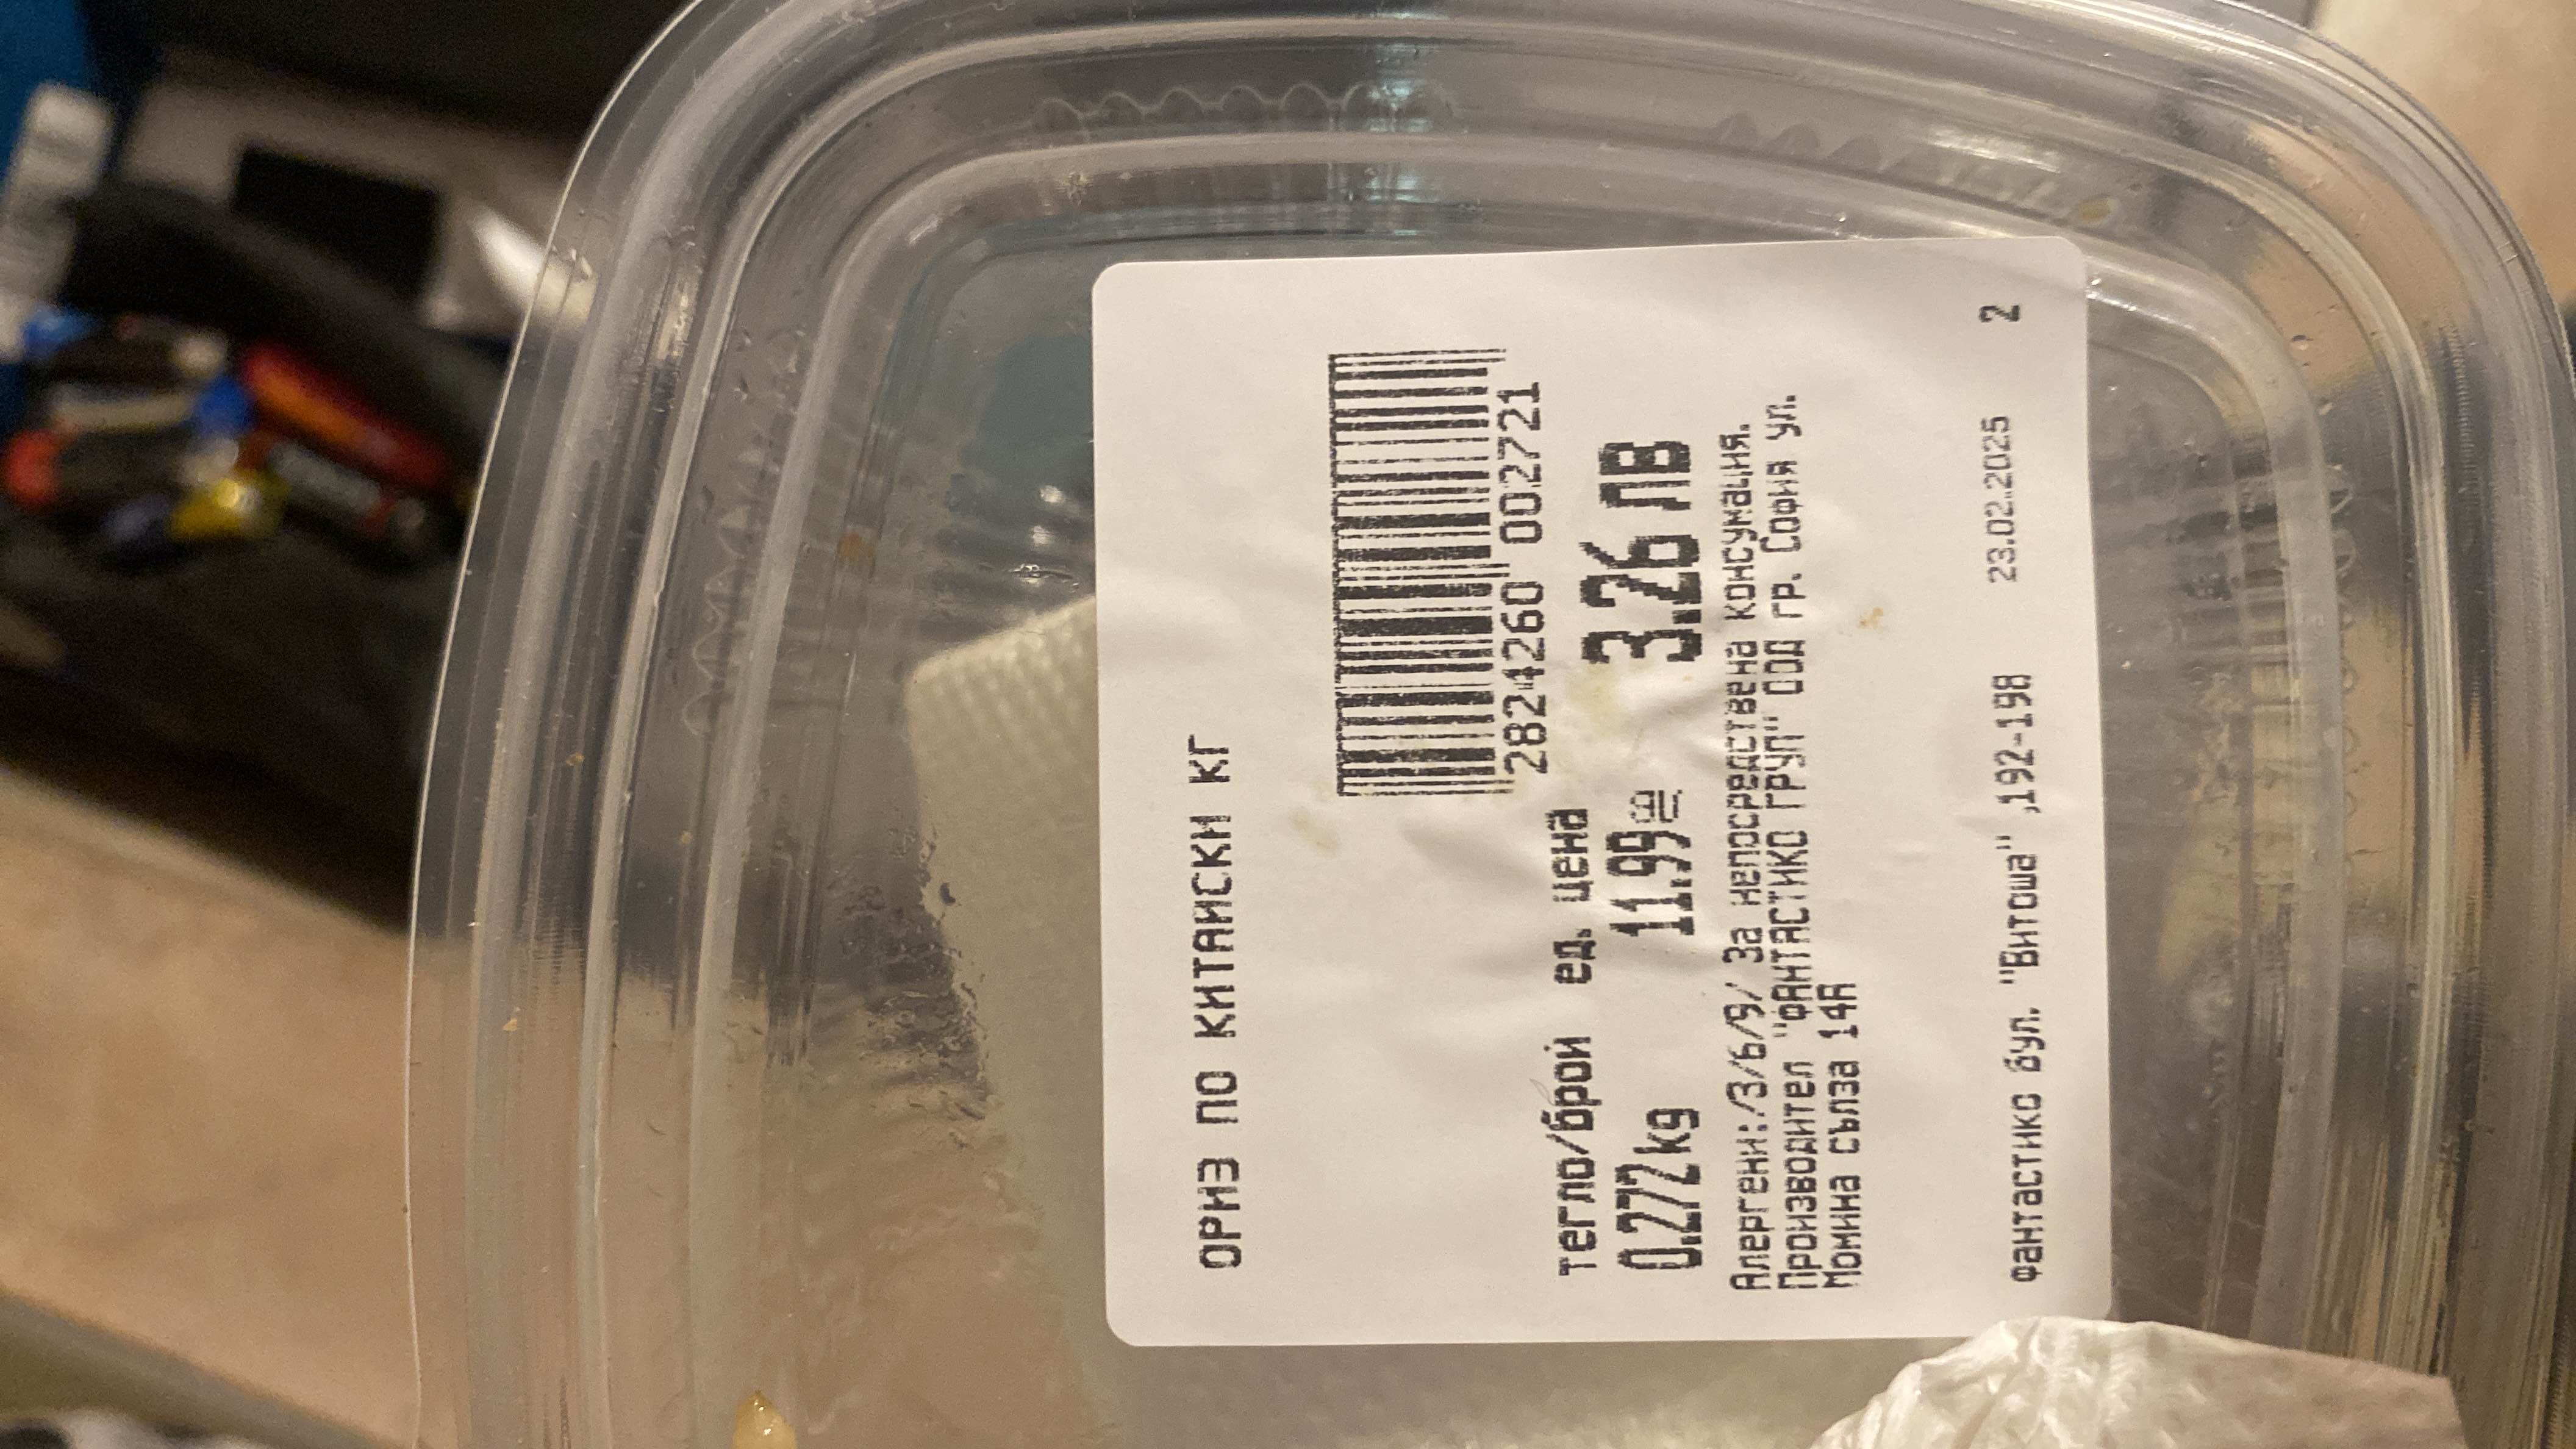 ОРИЗ ПО КИТАЙСКИ КГ
2824260 002721
тегло/брой ед. цена
0.272kg 11.99 3.26 ЛВ
Алергени:/3/6/9/ За непосредствена консумация.
Производител "ФАНТАСТИКО ГРУП" ООД гр. София ул.
Момина сълза 14А
Фантастико бул. "Витоша" ,192-198 23.02.2025 2